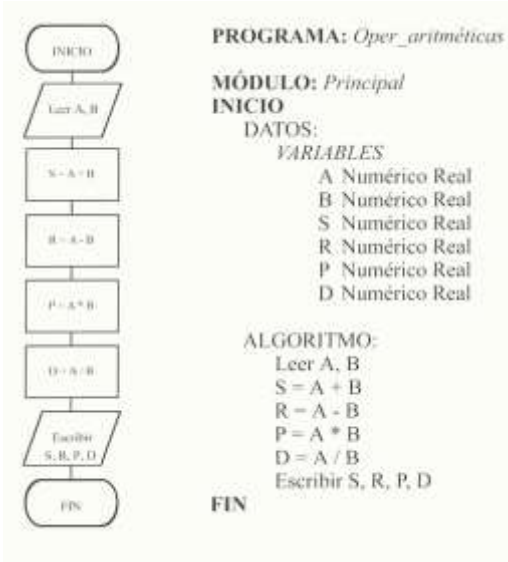 INICIO
Leer A, B
S = A + B
R = A - B
P = A * B
D = A / B
Escribir
S, R, P, D
FIN
PROGRAMA: Oper_aritméticas
MÓDULO: Principal
INICIO
DATOS:
VARIABLES
A Numérico Real
B Numérico Real
S Numérico Real
R Numérico Real
P Numérico Real
D Numérico Real
ALGORITMO:
Leer A, B
S = A + B
R = A - B
P = A * B
D = A / B
Escribir S, R, P, D
FIN